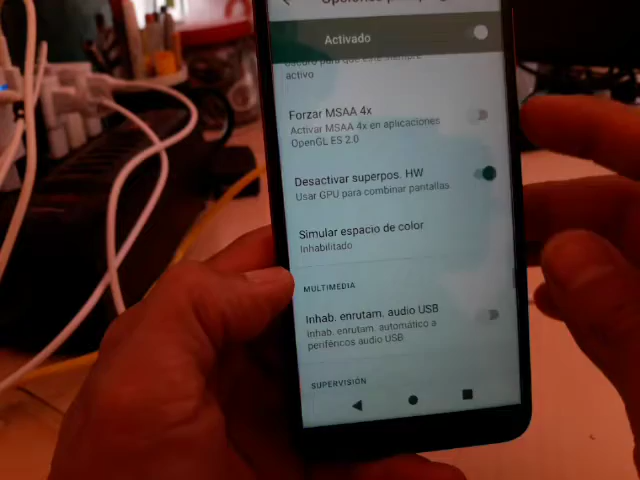 Activado
activo
Forzar MSAA 4x
Activar MSAA 4x en aplicaciones
OpenGL ES 2.0
Desactivar superpos. HW
Usar GPU para combinar pantallas
Simular espacio de color
Inhabilitado
MULTIMEDIA
Inhab. enrutam. audio USB
Inhab. enrutam. automático a
periféricos audio USB
SUPERVISIÓN